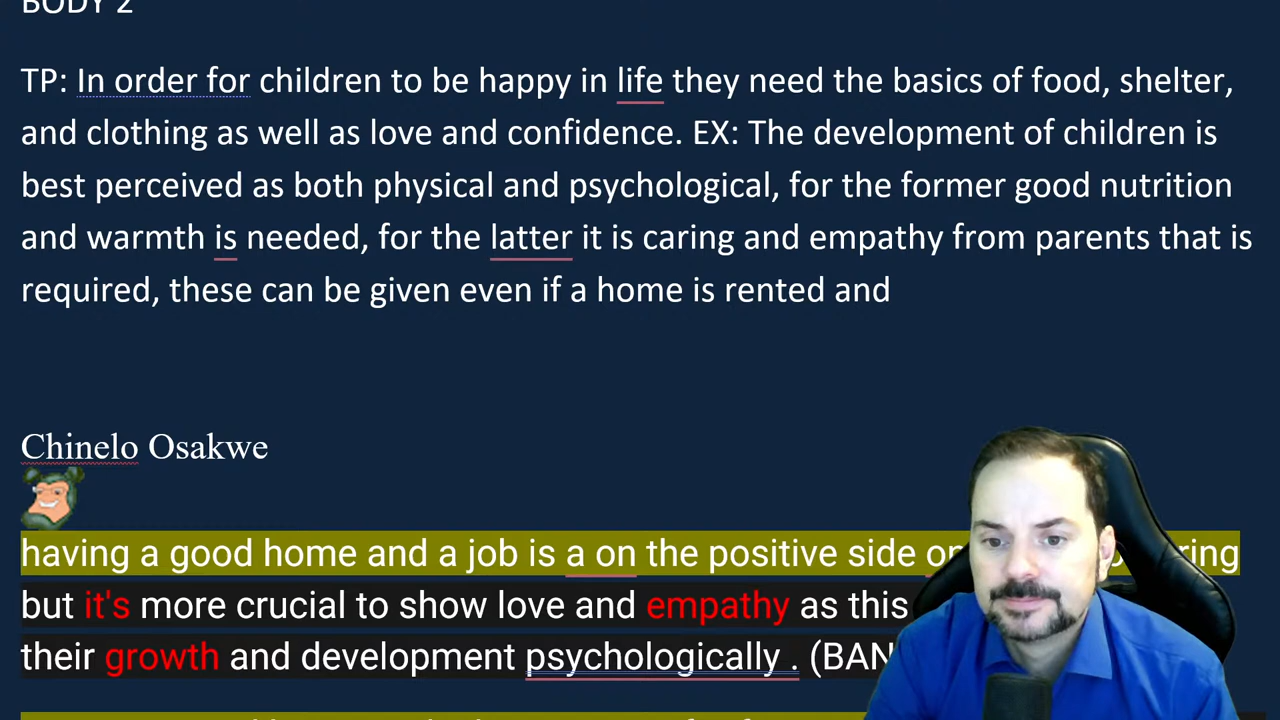 BODY 2
TP: In order for children to be happy in life they need the basics of food, shelter,
and clothing as well as love and confidence. EX: The development of children is
best perceived as both physical and psychological, for the former good nutrition
and warmth is needed, for the latter it is caring and empathy from parents that is
required, these can be given even if a home is rented and
Chinelo Osakwe
having a good home and a job is a on the positive side
but it's more crucial to show love and empathy as this
their growth and development psychologically . (BAN